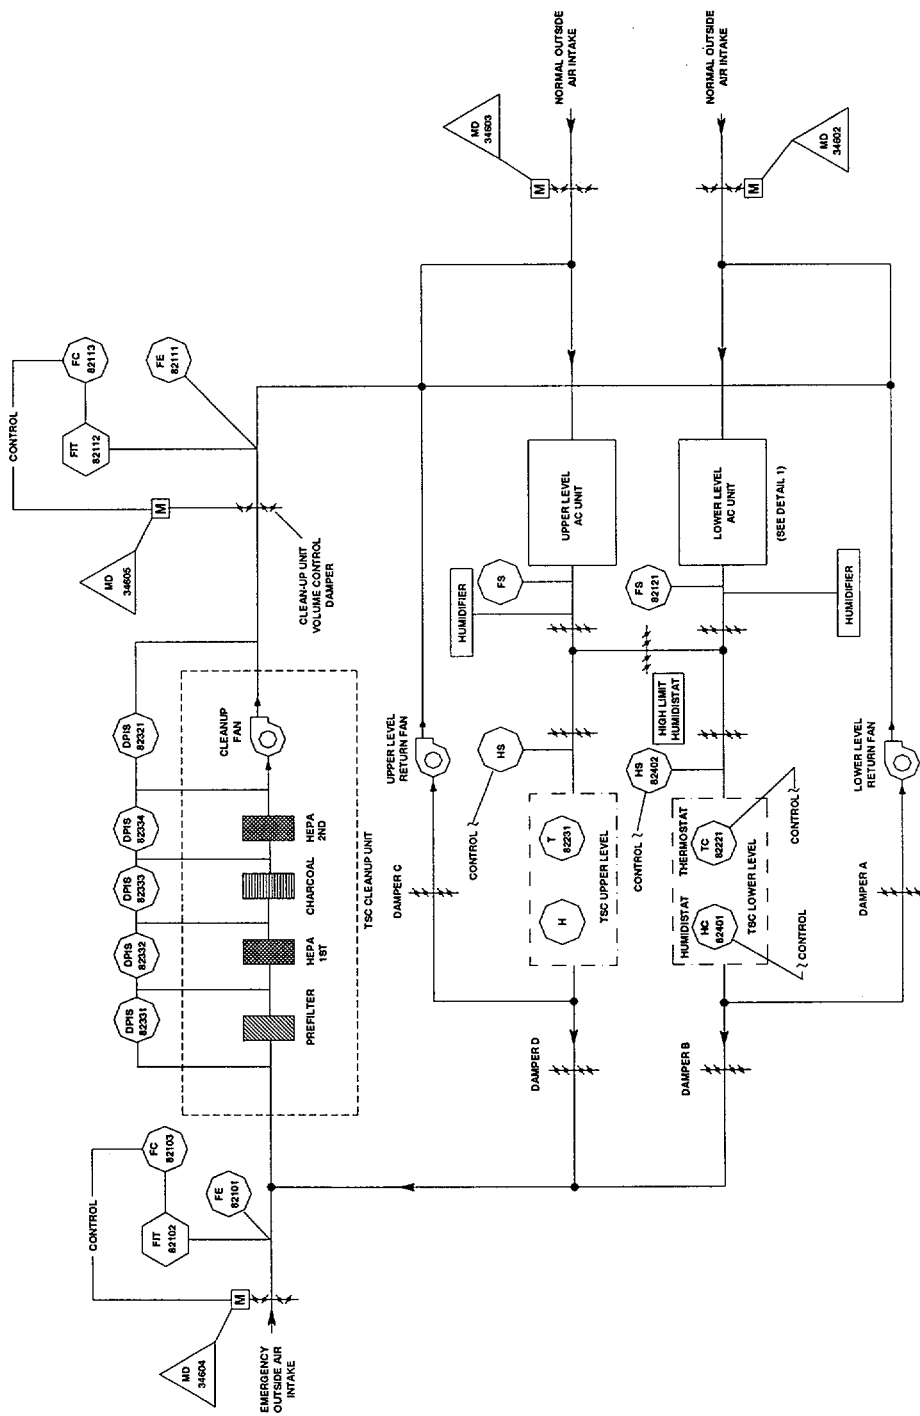 MD
34604
EMERGENCY
OUTSIDE AIR
INTAKE
CONTROL
FIT
82102
FC
82103
FE
82101
DPIS
82331
DPIS
82332
DPIS
82333
DPIS
82334
DPIS
82321
PREFILTER
HEPA
1ST
CHARCOAL
HEPA
2ND
CLEANUP
FAN
TSC CLEANUP UNIT
MD
34605
M
M
CLEAN-UP UNIT
VOLUME CONTROL
DAMPER
CONTROL
FIT
82112
FC
82113
FE
82111
DAMPER D
DAMPER C
UPPER LEVEL
RETURN FAN
CONTROL
HS
H
T
82231
TSC UPPER LEVEL
HUMIDIFIER
FS
UPPER LEVEL
AC UNIT
M
MD
34603
NORMAL OUTSIDE
AIR INTAKE
DAMPER B
CONTROL
HS
82402
HIGH LIMIT
HUMIDISTAT
HUMIDISTAT
THERMOSTAT
HC
82401
TC
82221
TSC LOWER LEVEL
CONTROL
CONTROL
FS
82121
LOWER LEVEL
AC UNIT
(SEE DETAIL 1)
HUMIDIFIER
M
MD
34602
NORMAL OUTSIDE
AIR INTAKE
DAMPER A
LOWER LEVEL
RETURN FAN